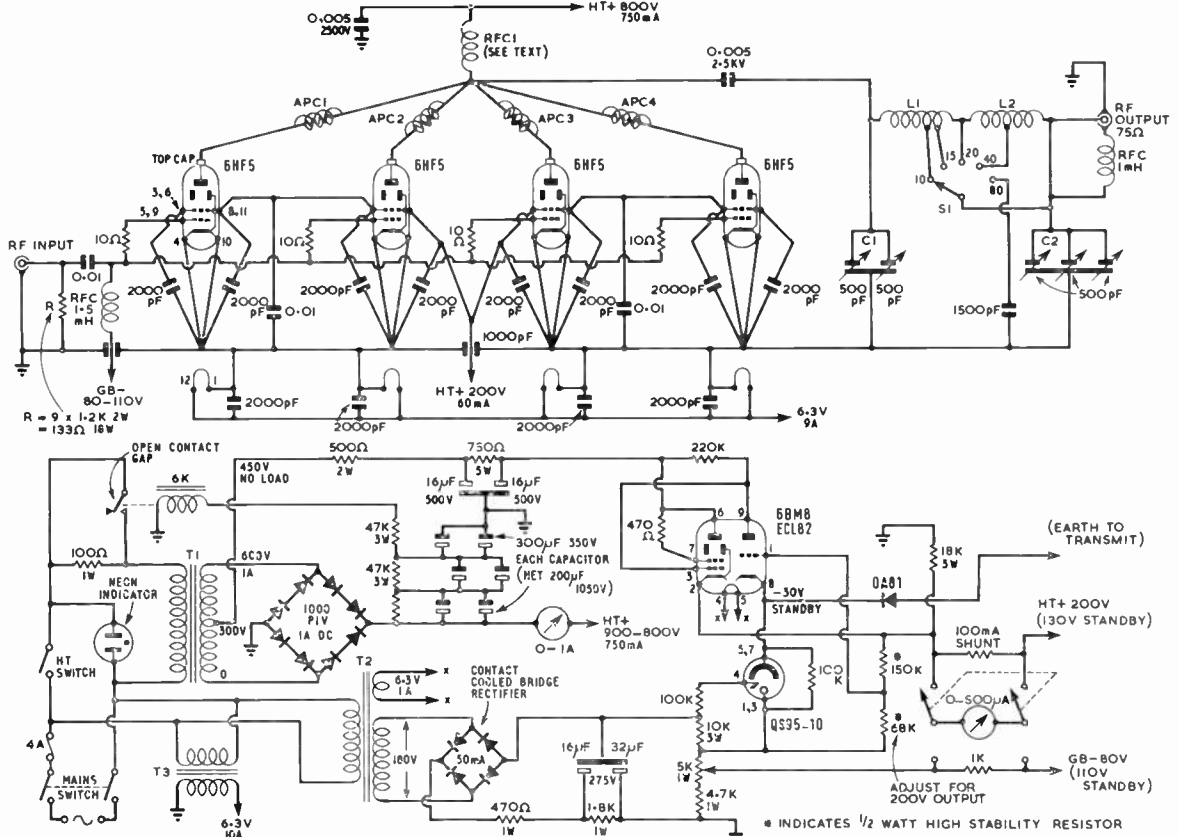 0.005
2500V
HT+ 800V
750mA
RFC1
(SEE TEXT)
0.005
2.5KV
APC1
APC2
APC3
APC4
L1
L2
RF
OUTPUT
75Ω
RFC
1mH
15
20
40
10
80
S1
TOP CAP
6HF5
6HF5
6HF5
6HF5
3,6
5,9
8,11
4
10
10Ω
10Ω
10
Ω
10Ω
RF INPUT
0.01
R
RFC
1.5
mH
2000
pF
2000
pF
0.01
2000pF
2000
pF
2000
pF
2000
pF
0.01
2000pF
2000
pF
1000pF
C1
500
pF
500
pF
C2
500pF
1500pF
GB-
80-110V
R = 9 x 1.2K 2W
= 133Ω 18W
12
1
2000pF
2000pF
HT+ 200V
60mA
2000pF
2000pF
6.3V
9A
OPEN CONTACT
GAP
6K
450V
NO LOAD
500Ω
2W
750Ω
5W
220K
16µF
500V
16µF
500V
47K
3W
47K
3W
300µF 350V
EACH CAPACITOR
(NET 200µF
1050V)
470
Ω
6BM8
ECL82
6
9
7
3
2
1
8
4
5
x
x
-30V
STANDBY
OA81
18K
5W
(EARTH TO
TRANSMIT)
100Ω
1W
NEON
INDICATOR
*
T1
600V
1A
300V
0
1000
PIV
1A DC
0-1A
HT+
900-800V
750mA
HT+ 200V
(130V STANDBY)
100mA
SHUNT
0-500µA
*
150K
*
68K
HT
SWITCH
T2
6.3V
1A
x
x
CONTACT
COOLED BRIDGE
RECTIFIER
5,7
4
1,3
100
K
QS95-10
100K
10K
3W
4A
MAINS
SWITCH
T3
6.3V
10A
180V
50mA
16µF
32µF
275V
5K
1W
4.7K
1W
470Ω
1W
1.8K
1W
1K
GB-80V
(110V
STANDBY)
ADJUST FOR
200V OUTPUT
* INDICATES 1/2 WATT HIGH STABILITY RESISTOR